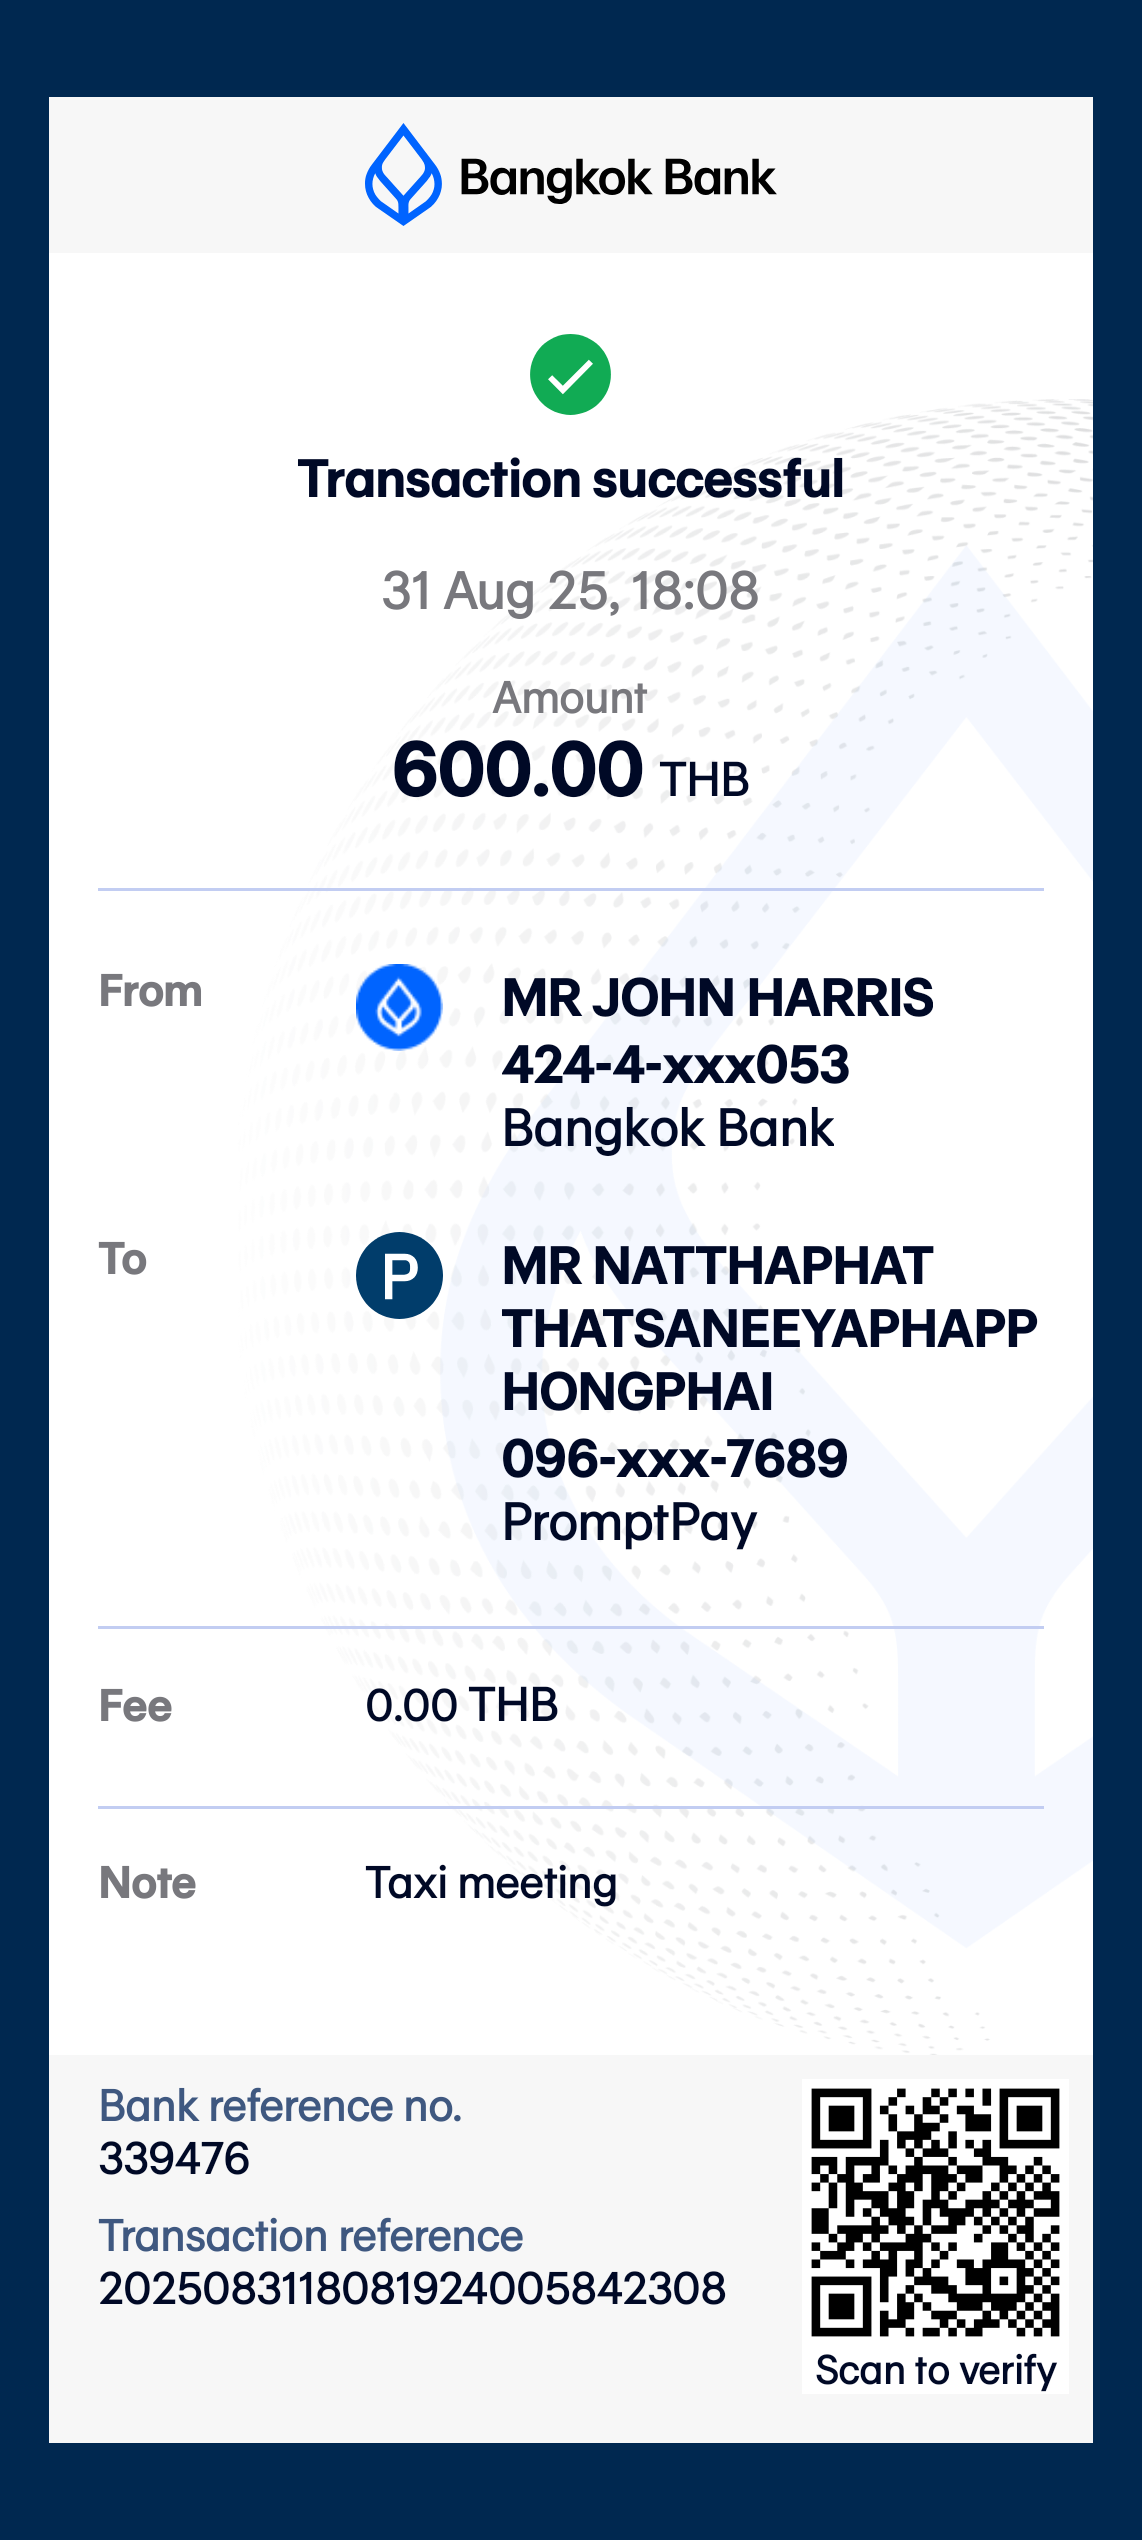 Bangkok Bank
Transaction successful
31 Aug 25, 18:08
Amount
600.00 THB
From
MR JOHN HARRIS
424-4-xxx053
Bangkok Bank
To
P
MR NATTHAPHAT
THATSANEEYAPHAPP
HONGPHAI
096-xxx-7689
PromptPay
Fee
0.00 THB
Note
Taxi meeting
Bank reference no.
339476
Transaction reference
2025083118081924005842308
Scan to verify